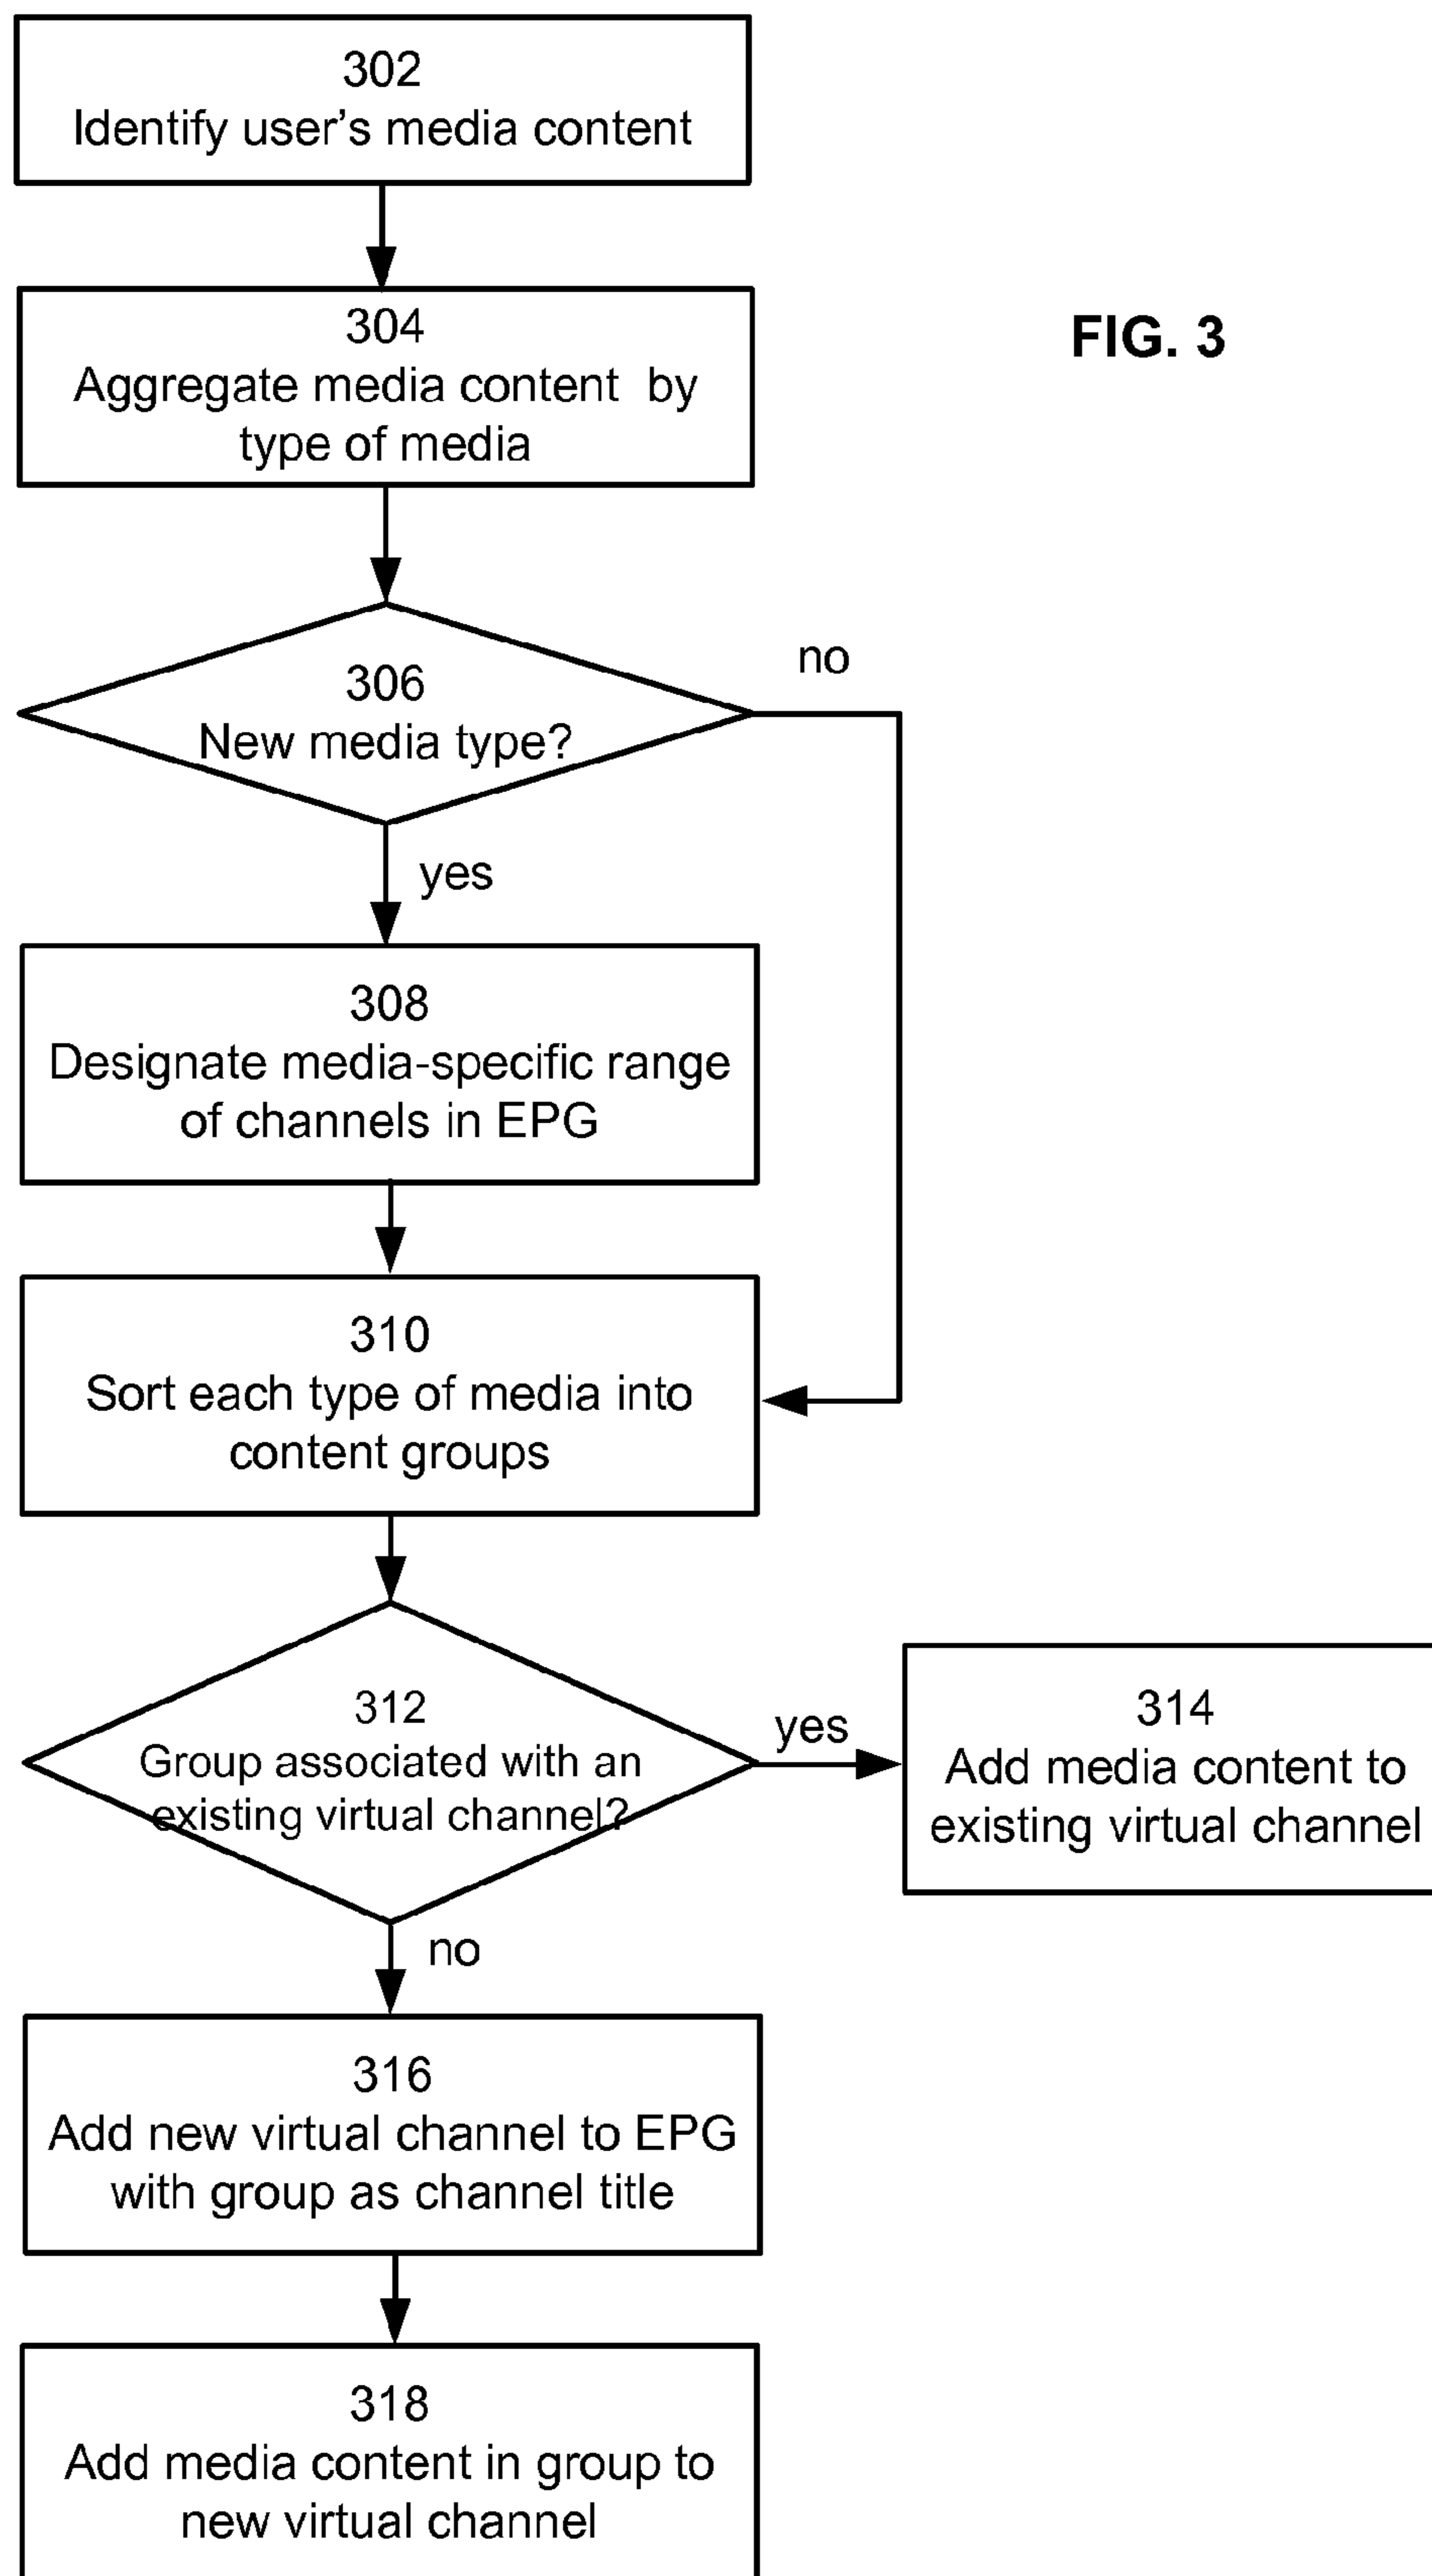 302
Identify user's media content
304
Aggregate media content by
type of media
FIG. 3
306
New media type?
no
yes
308
Designate media-specific range
of channels in EPG
310
Sort each type of media into
content groups
312
Group associated with an
existing virtual channel?
yes
314
Add media content to
existing virtual channel
no
316
Add new virtual channel to EPG
with group as channel title
318
Add media content in group to
new virtual channel